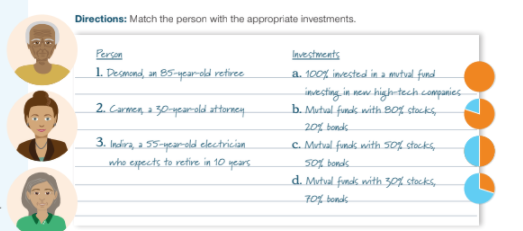 Directions: Match the person with the appropriate investments.
Person
1. Desmond, an 85-year-old retiree
2. Carmen, a 30-year-old attorney
3. Indira, a 55-year-old electrician
who expects to retire in 10 years
Investments
a. 100% invested in a mutual fund
investing in new high-tech companies
b. Mutual funds with 80% stocks,
20% bonds
c. Mutual funds with 50% stocks,
50% bonds
d. Mutual funds with 30% stocks,
70% bonds